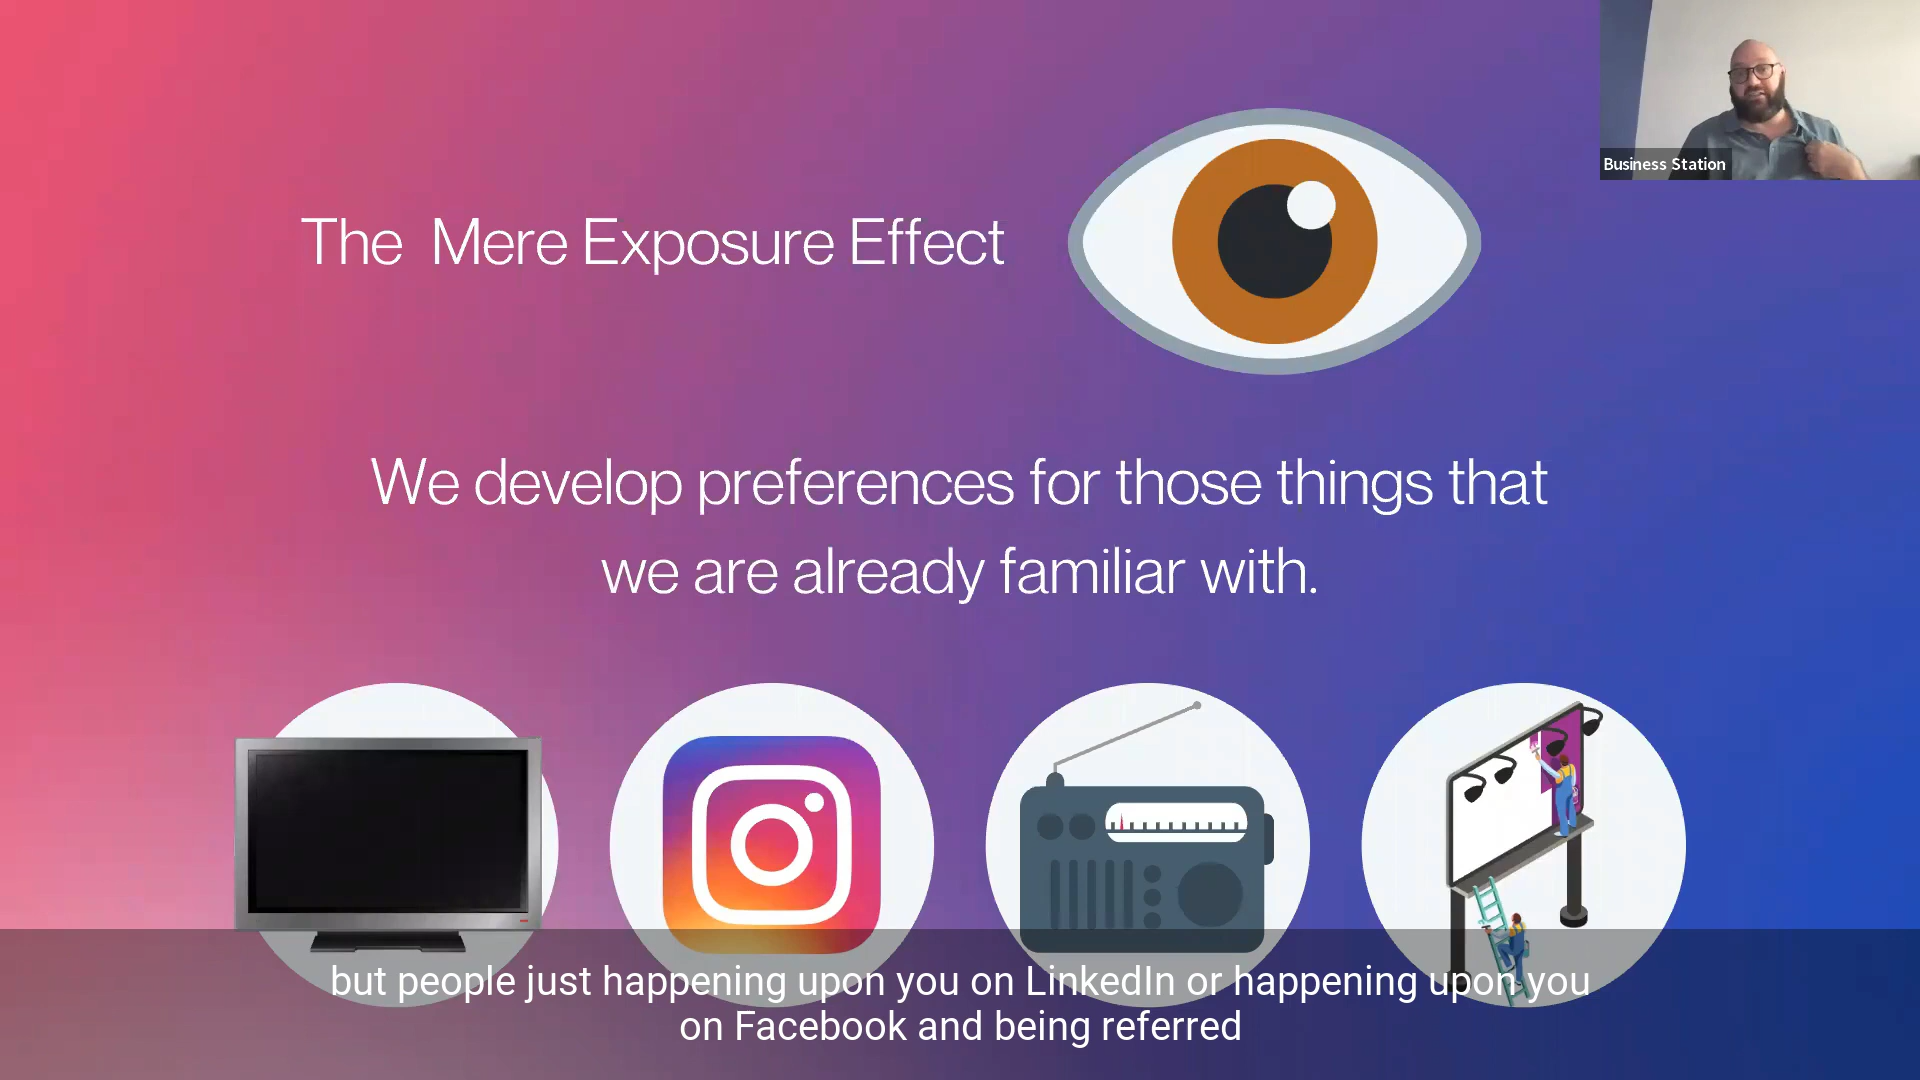 Business Station
The Mere Exposure Effect
We develop preferences for those things that
we are already familiar with.
but people just happening upon you on LinkedIn or happening upon you
on Facebook and being referred